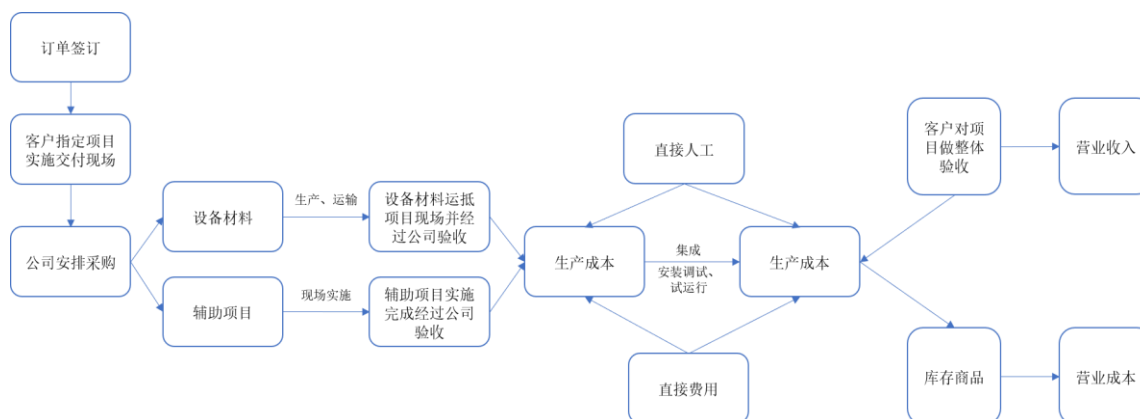 订单签订
客户指定项目
实施交付现场
公司安排采购
设备材料
辅助项目
生产、运输
现场实施
设备材料运抵
项目现场并经
过公司验收
辅助项目实施
完成经过公司
验收
直接人工
生产成本
集成
安装调试、
试运行
生产成本
直接费用
客户对项
目做整体
验收
营业收入
库存商品
营业成本